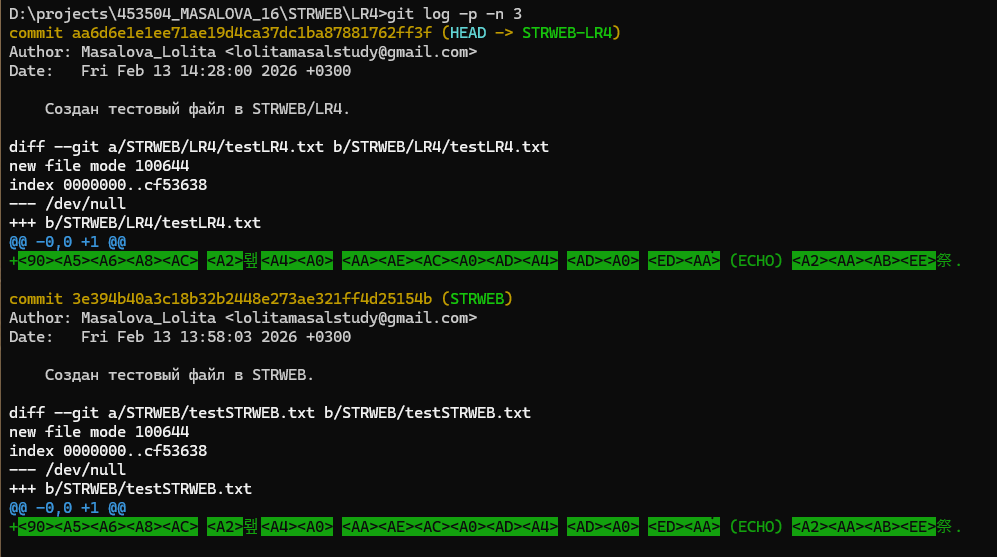 D:\projects\453504_MASALOVA_16\STRWEB\LR4>git log -p -n 3
commit aa6d6e1e1ee71ae19d4ca37dc1ba87881762ff3f (HEAD -> STRWEB-LR4)
Author: Masalova_Lolita <lolitamasalstudy@gmail.com>
Date:   Fri Feb 13 14:28:00 2026 +0300
Создан тестовый файл в STRWEB/LR4.
diff --git a/STRWEB/LR4/testLR4.txt b/STRWEB/LR4/testLR4.txt
new file mode 100644
index 0000000..cf53638
--- /dev/null
+++ b/STRWEB/LR4/testLR4.txt
@@ -0,0 +1 @@
+<90><A5><A6><A8><AC> <A2>뢮<A4><A0> <AA><AE><AC><A0><AD><A4> <AD><A0> <ED><AA> (ECHO) <A2><AA><AB><EE>祭.
commit 3e394b40a3c18b32b2448e273ae321ff4d25154b (STRWEB)
Author: Masalova_Lolita <lolitamasalstudy@gmail.com>
Date:   Fri Feb 13 13:58:03 2026 +0300
Создан тестовый файл в STRWEB.
diff --git a/STRWEB/testSTRWEB.txt b/STRWEB/testSTRWEB.txt
new file mode 100644
index 0000000..cf53638
--- /dev/null
+++ b/STRWEB/testSTRWEB.txt
@@ -0,0 +1 @@
+<90><A5><A6><A8><AC> <A2>뢮<A4><A0> <AA><AE><AC><A0><AD><A4> <AD><A0> <ED><AA> (ECHO) <A2><AA><AB><EE>祭.